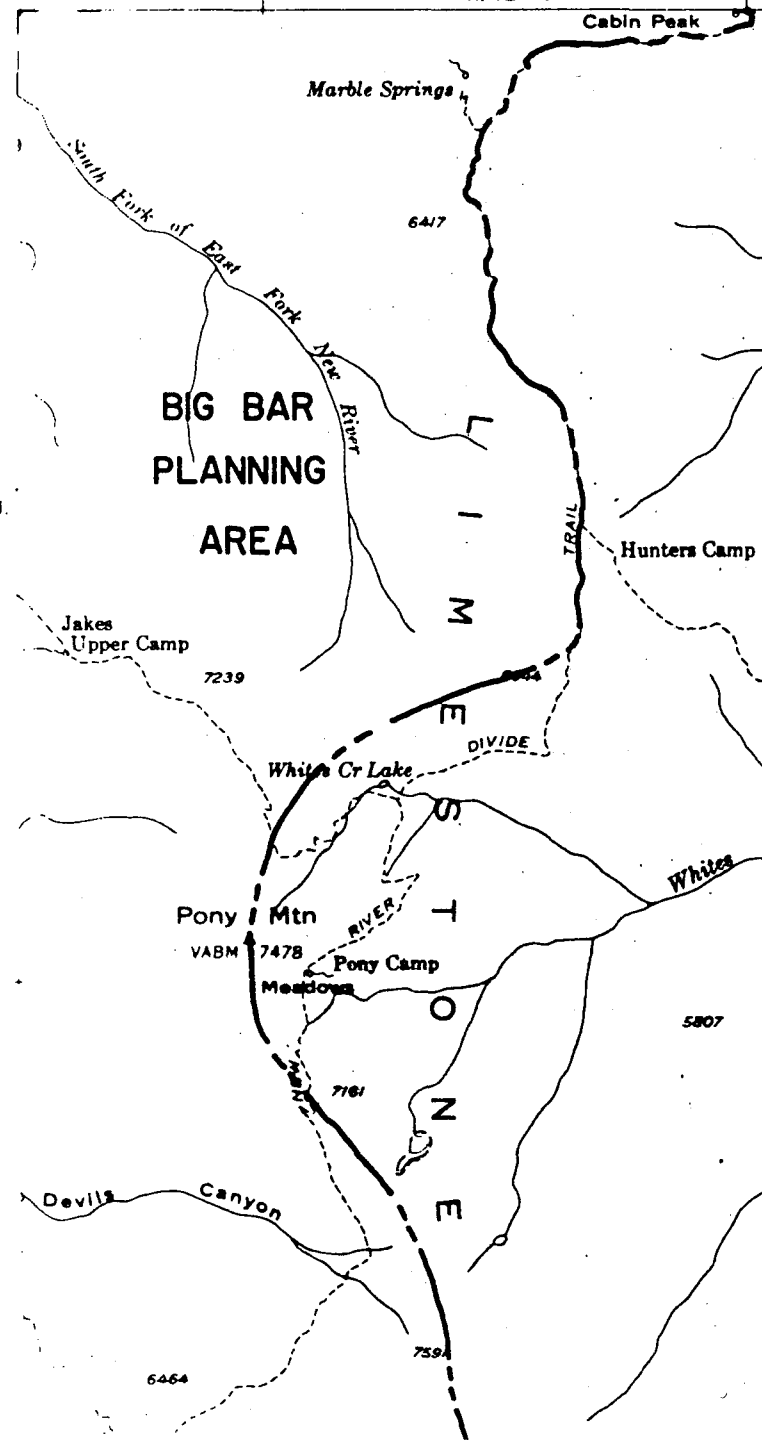 Cabin Peak
Marble Springs
South Fork of East Fork New River
6417
BIG BAR
PLANNING
AREA
LIMESTONE
TRAIL
Hunters Camp
Jakes
Upper Camp
7239
DIVIDE
Whites Cr Lake
Whites
RIVER
Pony Mtn
VABM 7478
Pony Camp
Meadows
5807
NEW
7161
Devils Canyon
7591
6464